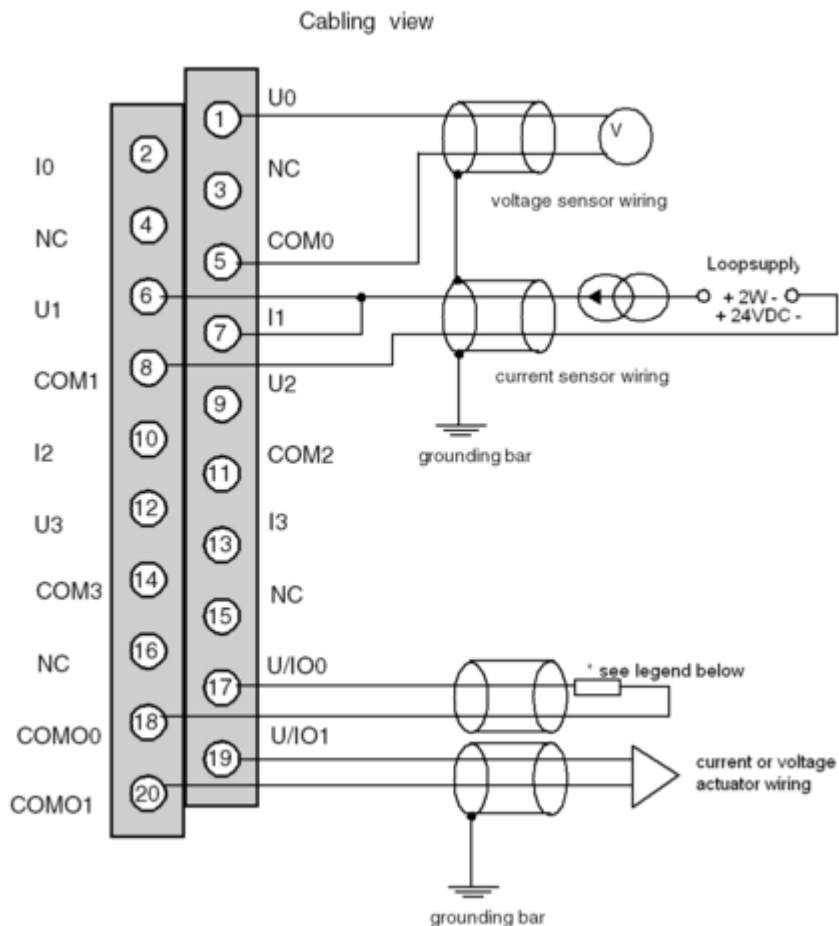 Cabling view
U0
1
I0
2
NC
3
V
voltage sensor wiring
NC
4
COM0
5
Loopsupply
U1
6
I1
7
+ 2W -
+ 24VDC -
COM1
8
U2
9
current sensor wiring
I2
10
COM2
11
grounding bar
U3
12
I3
13
COM3
14
NC
15
NC
16
U/IO0
17
* see legend below
COMO0
18
U/IO1
19
current or voltage
actuator wiring
COMO1
20
grounding bar